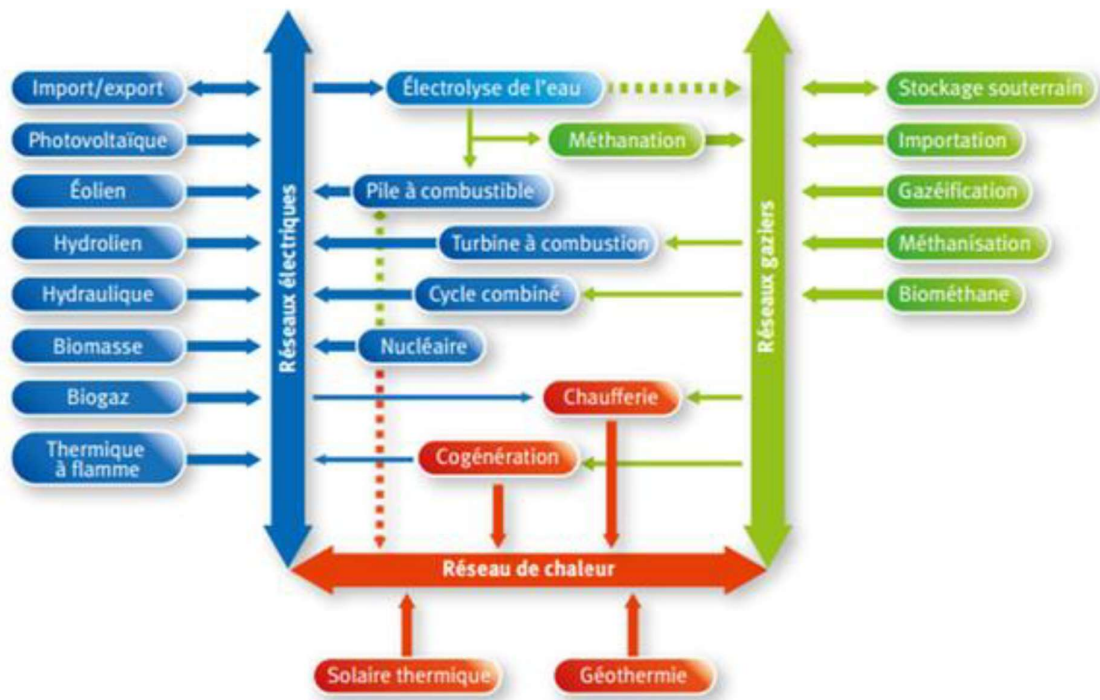 Import/export
Électrolyse de l'eau
Stockage souterrain
Photovoltaïque
Méthanation
Importation
Éolien
Pile à combustible
Gazéification
Hydrolien
Turbine à combustion
Méthanisation
Hydraulique
Cycle combiné
Biométhane
Réseaux électriques
Réseaux gaziers
Biomasse
Nucléaire
Biogaz
Chaufferie
Thermique
à flamme
Cogénération
Réseau de chaleur
Solaire thermique
Géothermie